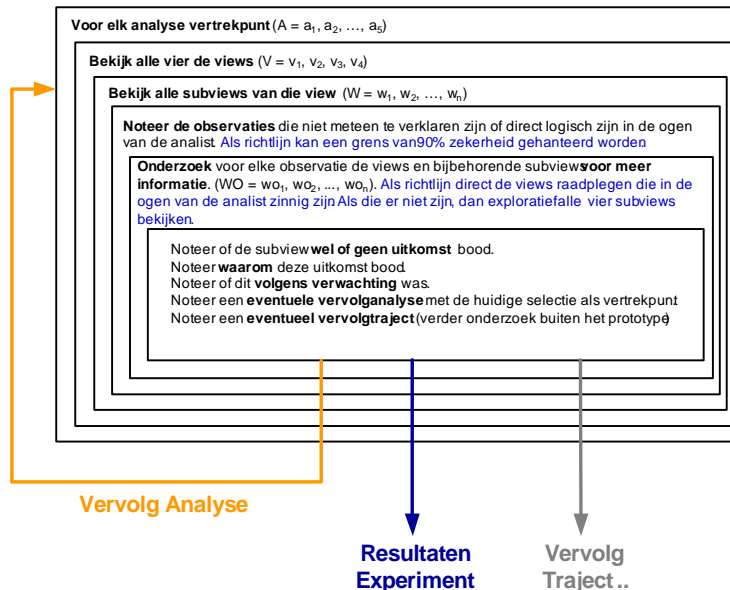 Voor elk analyse vertrekpunt (A = a1, a2, ..., a5)
Bekijk alle vier de views (V = v1, v2, v3, v4)
Bekijk alle subviews van die view (W = w1, w2, ..., wn)
Noteer de observaties die niet meteen te verklaren zijn of direct logisch zijn in de ogen
van de analist. Als richtlijn kan een grens van 90% zekerheid gehanteerd worden.
Onderzoek voor elke observatie de views en bijbehorende subviews voor meer
informatie. (WO = wo1, wo2, ..., won). Als richtlijn direct de views raadplegen die in de
ogen van de analist zinnig zijn. Als die er niet zijn, dan exploratief alle vier subviews
bekijken.
Noteer of de subview wel of geen uitkomst bood.
Noteer waarom deze uitkomst bood.
Noteer of dit volgens verwachting was.
Noteer een eventuele vervolganalyse met de huidige selectie als vertrekpunt.
Noteer een eventueel vervolgtraject (verder onderzoek buiten het prototype)
Vervolg Analyse
Resultaten
Experiment
Vervolg
Traject ..